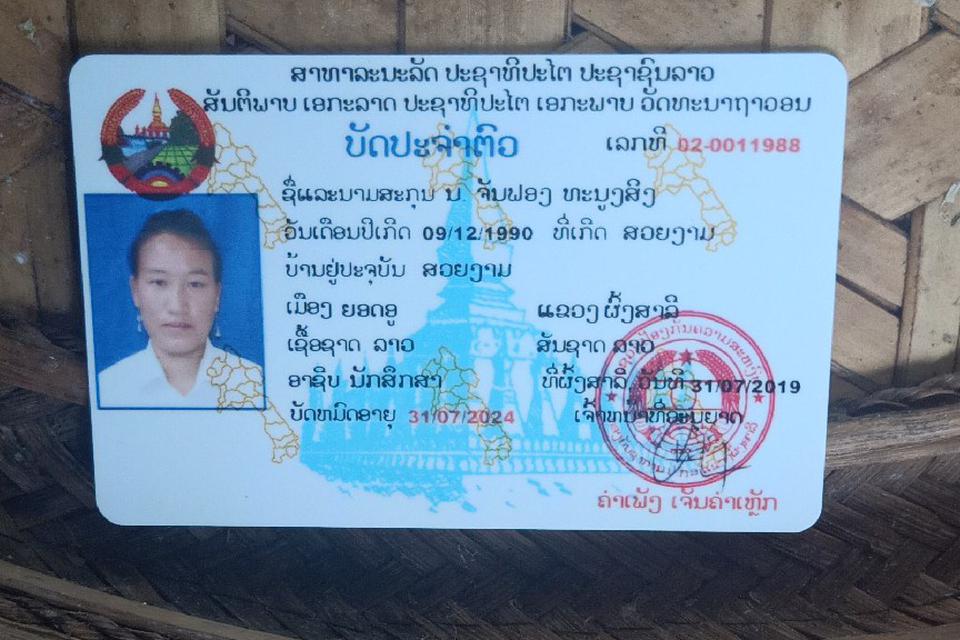 ສາທາລະນະລັດ ປະຊາທິປະໄຕ ປະຊາຊົນລາວ
ສັນຕິພາບ ເອກະລາດ ປະຊາທິປະໄຕ ເອກະພາບ ວັດທະນາຖາວອນ
ບັດປະຈຳຕົວ ເລກທີ 02-0011988
ຊື່ແລະນາມສະກຸນ ນ. ຈັນຟອງ ທະນູງສິງ
ວັນເດືອນປີເກີດ 09/12/1990 ທີ່ເກີດ ສວຍງາມ
ບ້ານຢູ່ປະຈຸບັນ ສວຍງາມ
ເມືອງ ຍອດອູ ແຂວງ ຜົ້ງສາລີ
ເຊື້ອຊາດ ລາວ ສັນຊາດ ລາວ
ອາຊິບ ນັກສຶກສາ ທີ່ຜົ້ງສາລີ, ວັນທີ 31/07/2019
ບັດຫມົດອາຍຸ 31/07/2024 ເຈົ້າຫນ້າທີ່ອະນຸຍາດ
ຄຳເພັງ ເຈັນຄຳເຫຼັກ